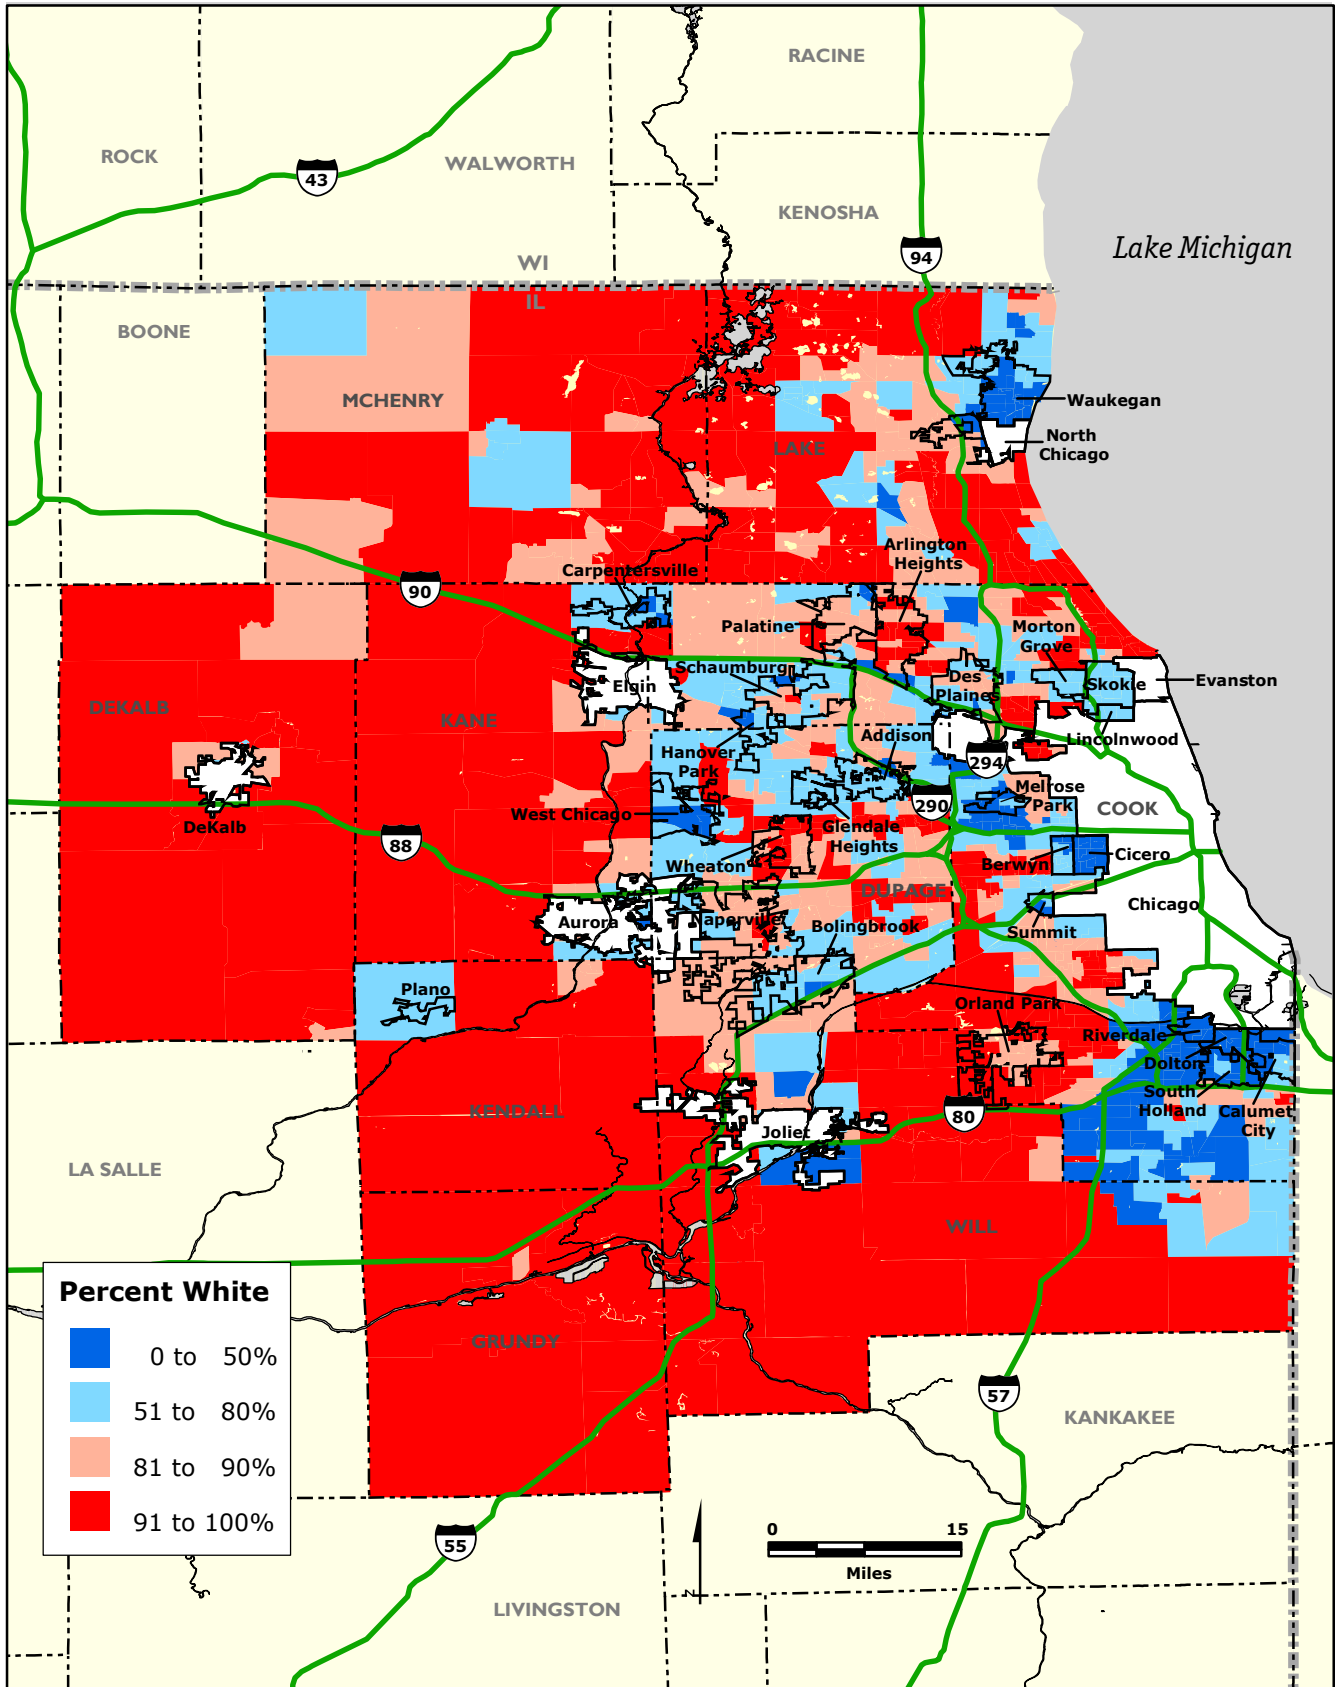 RACINE
ROCK
WALWORTH
43
KENOSHA
94
Lake Michigan
WI
IL
BOONE
MCHENRY
Waukegan
LAKE
North
Chicago
Arlington
Heights
Carpentersville
90
Palatine
Morton
Grove
Schaumburg
Elgin
Des
Plaines
Skokie
Evanston
DEKALB
KANE
Addison
Lincolnwood
Hanover
Park
294
290
Melrose
Park
COOK
West Chicago
DeKalb
88
Glendale
Heights
Wheaton
Berwyn
Cicero
DUPAGE
Chicago
Aurora
Naperville
Bolingbrook
Summit
Plano
Orland Park
Riverdale
Dolton
South
Holland
Calumet
City
KENDALL
80
Joliet
LA SALLE
WILL
Percent White
0 to 50%
51 to 80%
81 to 90%
91 to 100%
GRUNDY
57
KANKAKEE
55
N
0 15
Miles
LIVINGSTON